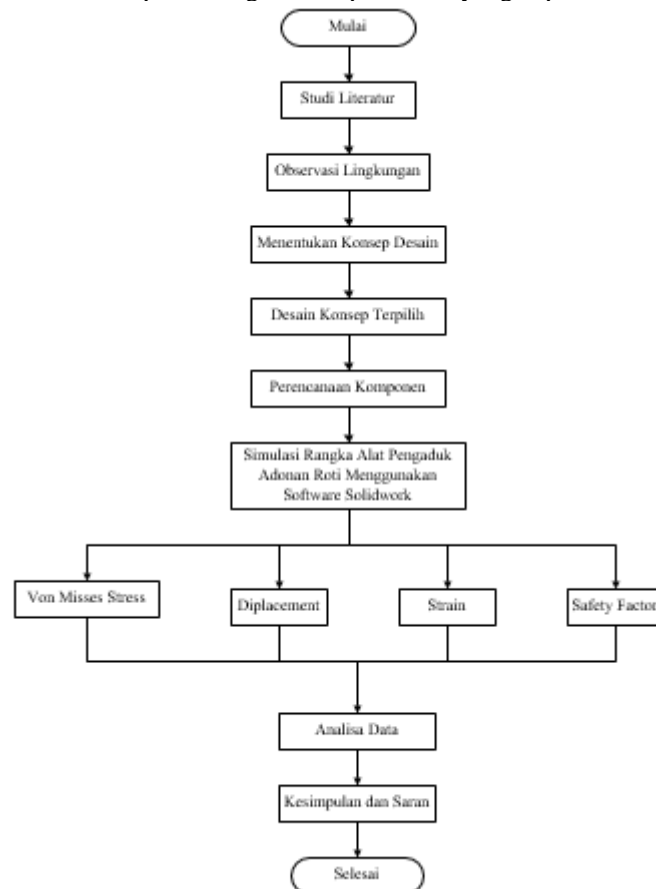 Mulai
Studi Literatur
Observasi Lingkungan
Menentukan Konsep Desain
Desain Konsep Terpilih
Perencanaan Komponen
Simulasi Rangka Alat Pengaduk
Adonan Roti Menggunakan
Software Solidwork
Von Misses Stress
Diplacement
Strain
Safety Factor
Analisa Data
Kesimpulan dan Saran
Selesai